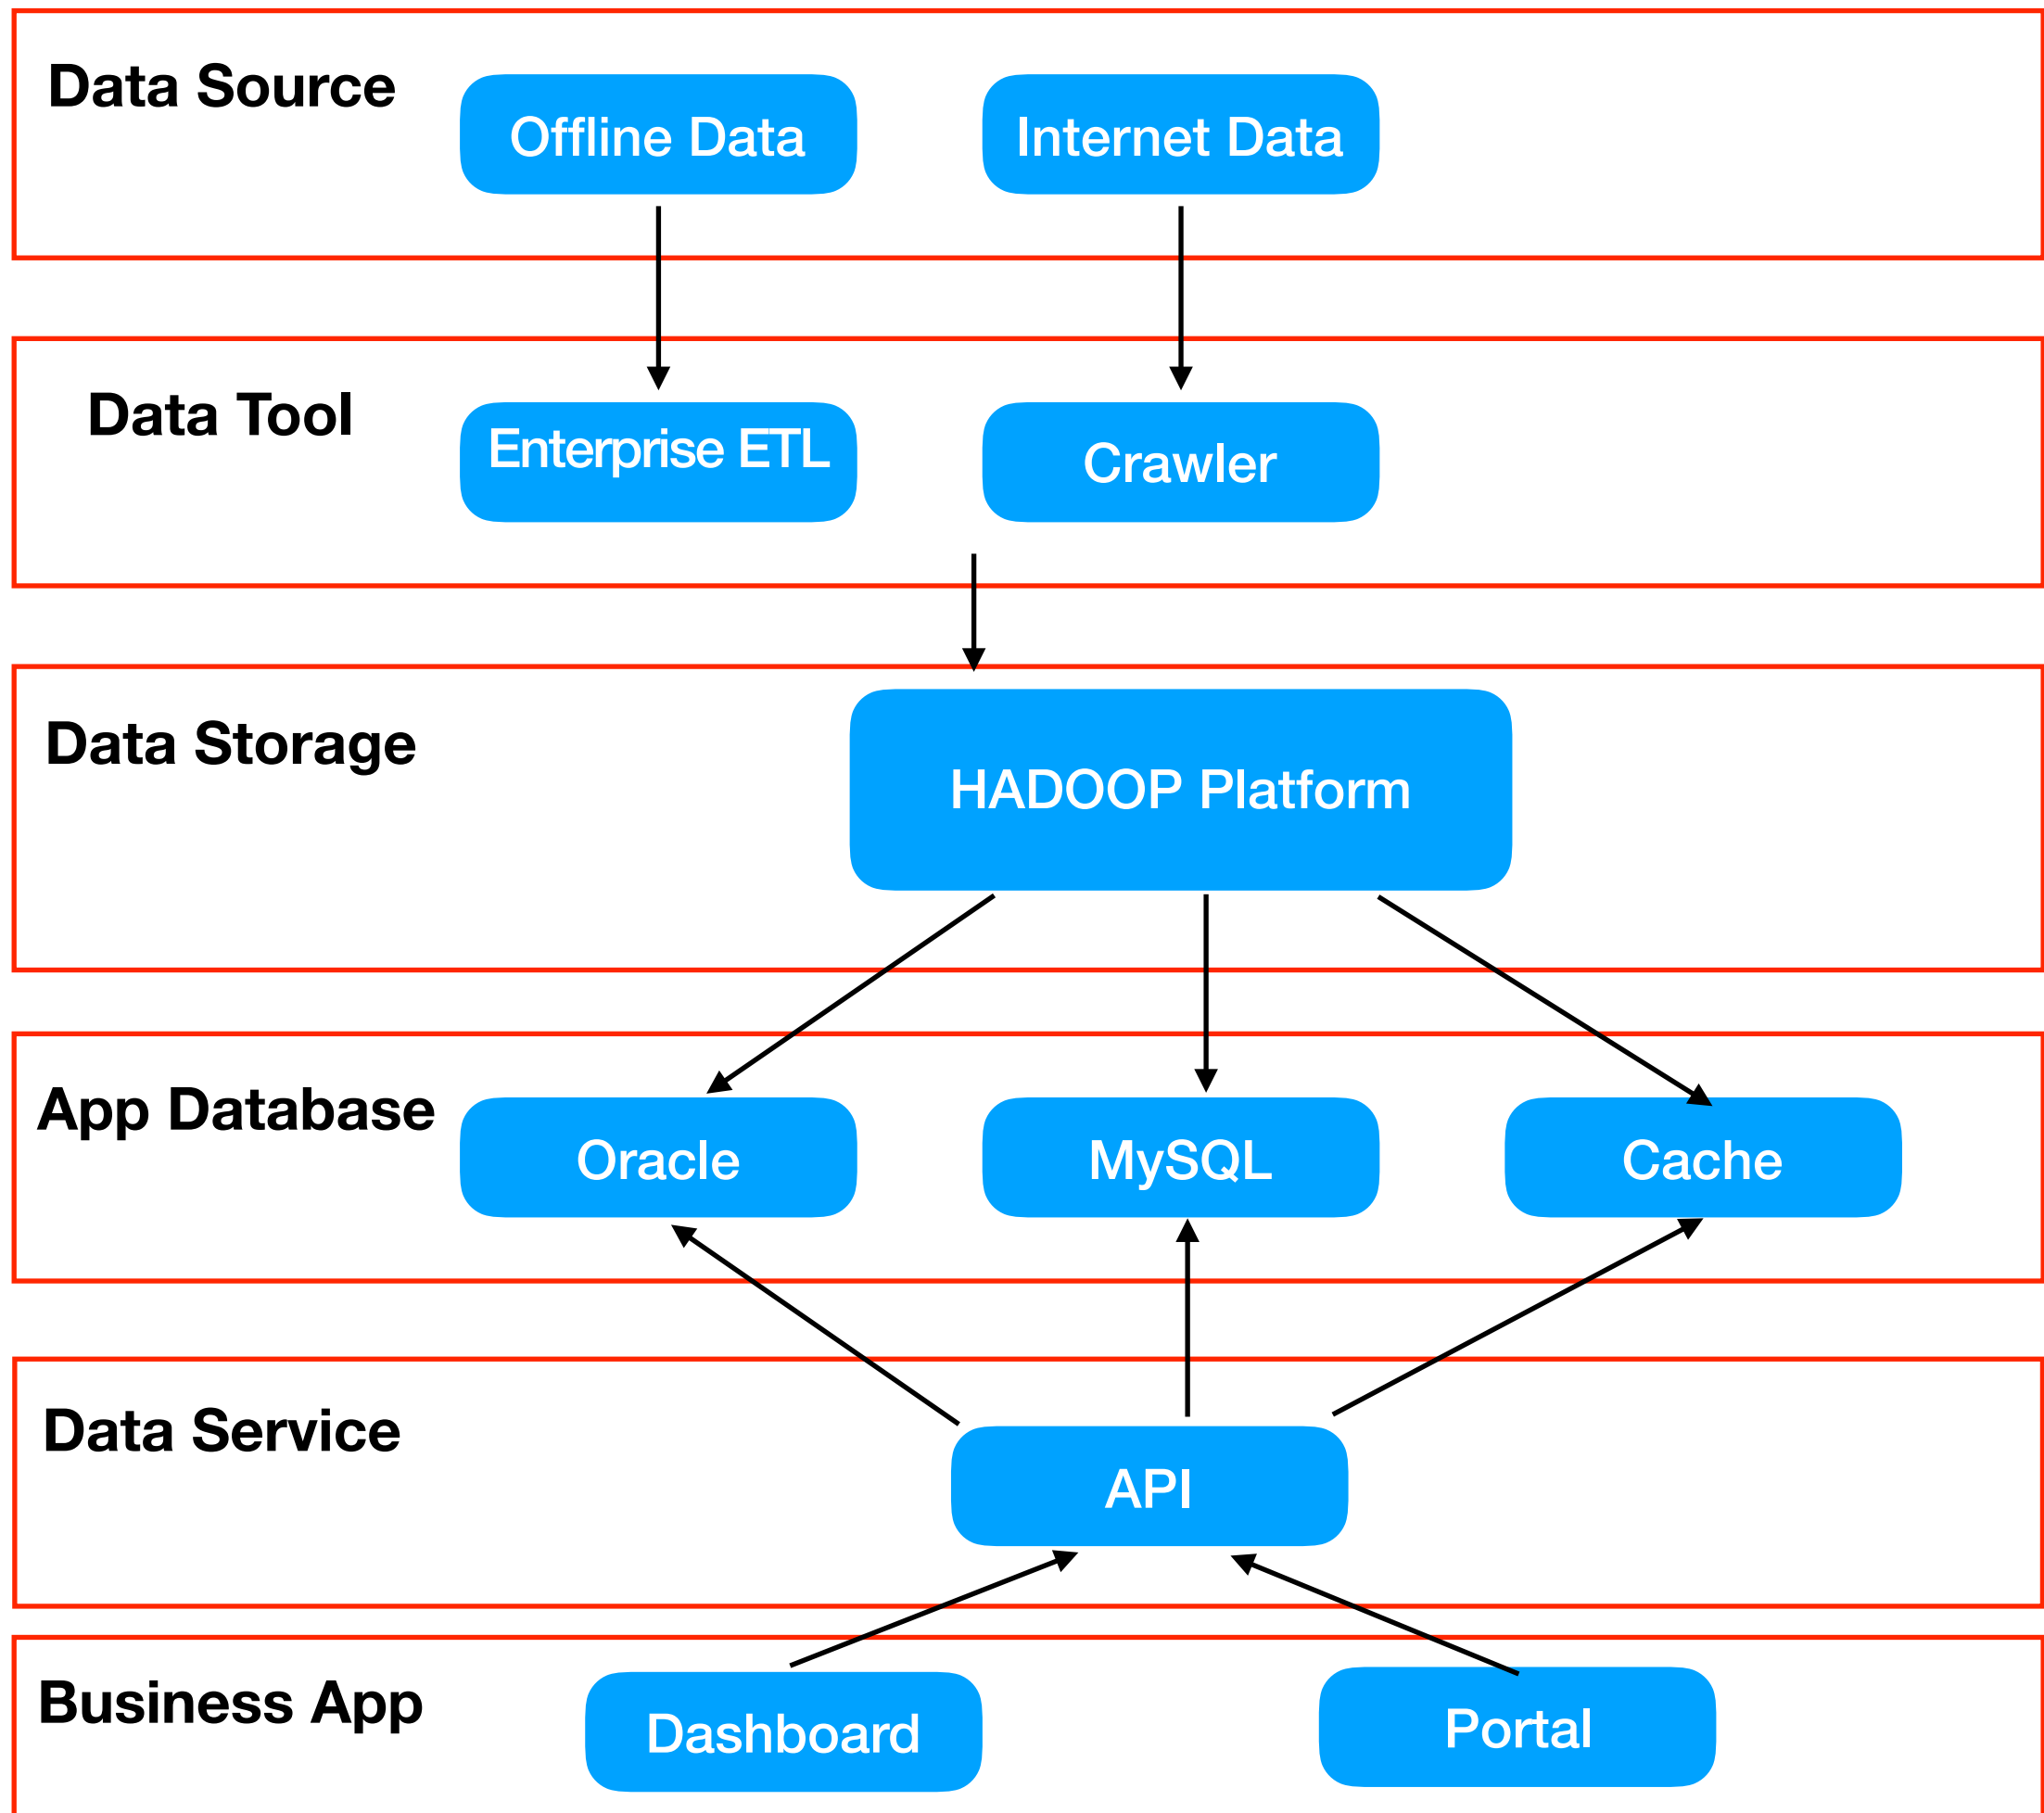 Data Source
Offline Data
Internet Data
Data Tool
Enterprise ETL
Crawler
Data Storage
HADOOP Platform
App Database
Oracle
MySQL
Cache
Data Service
API
Business App
Dashboard
Portal